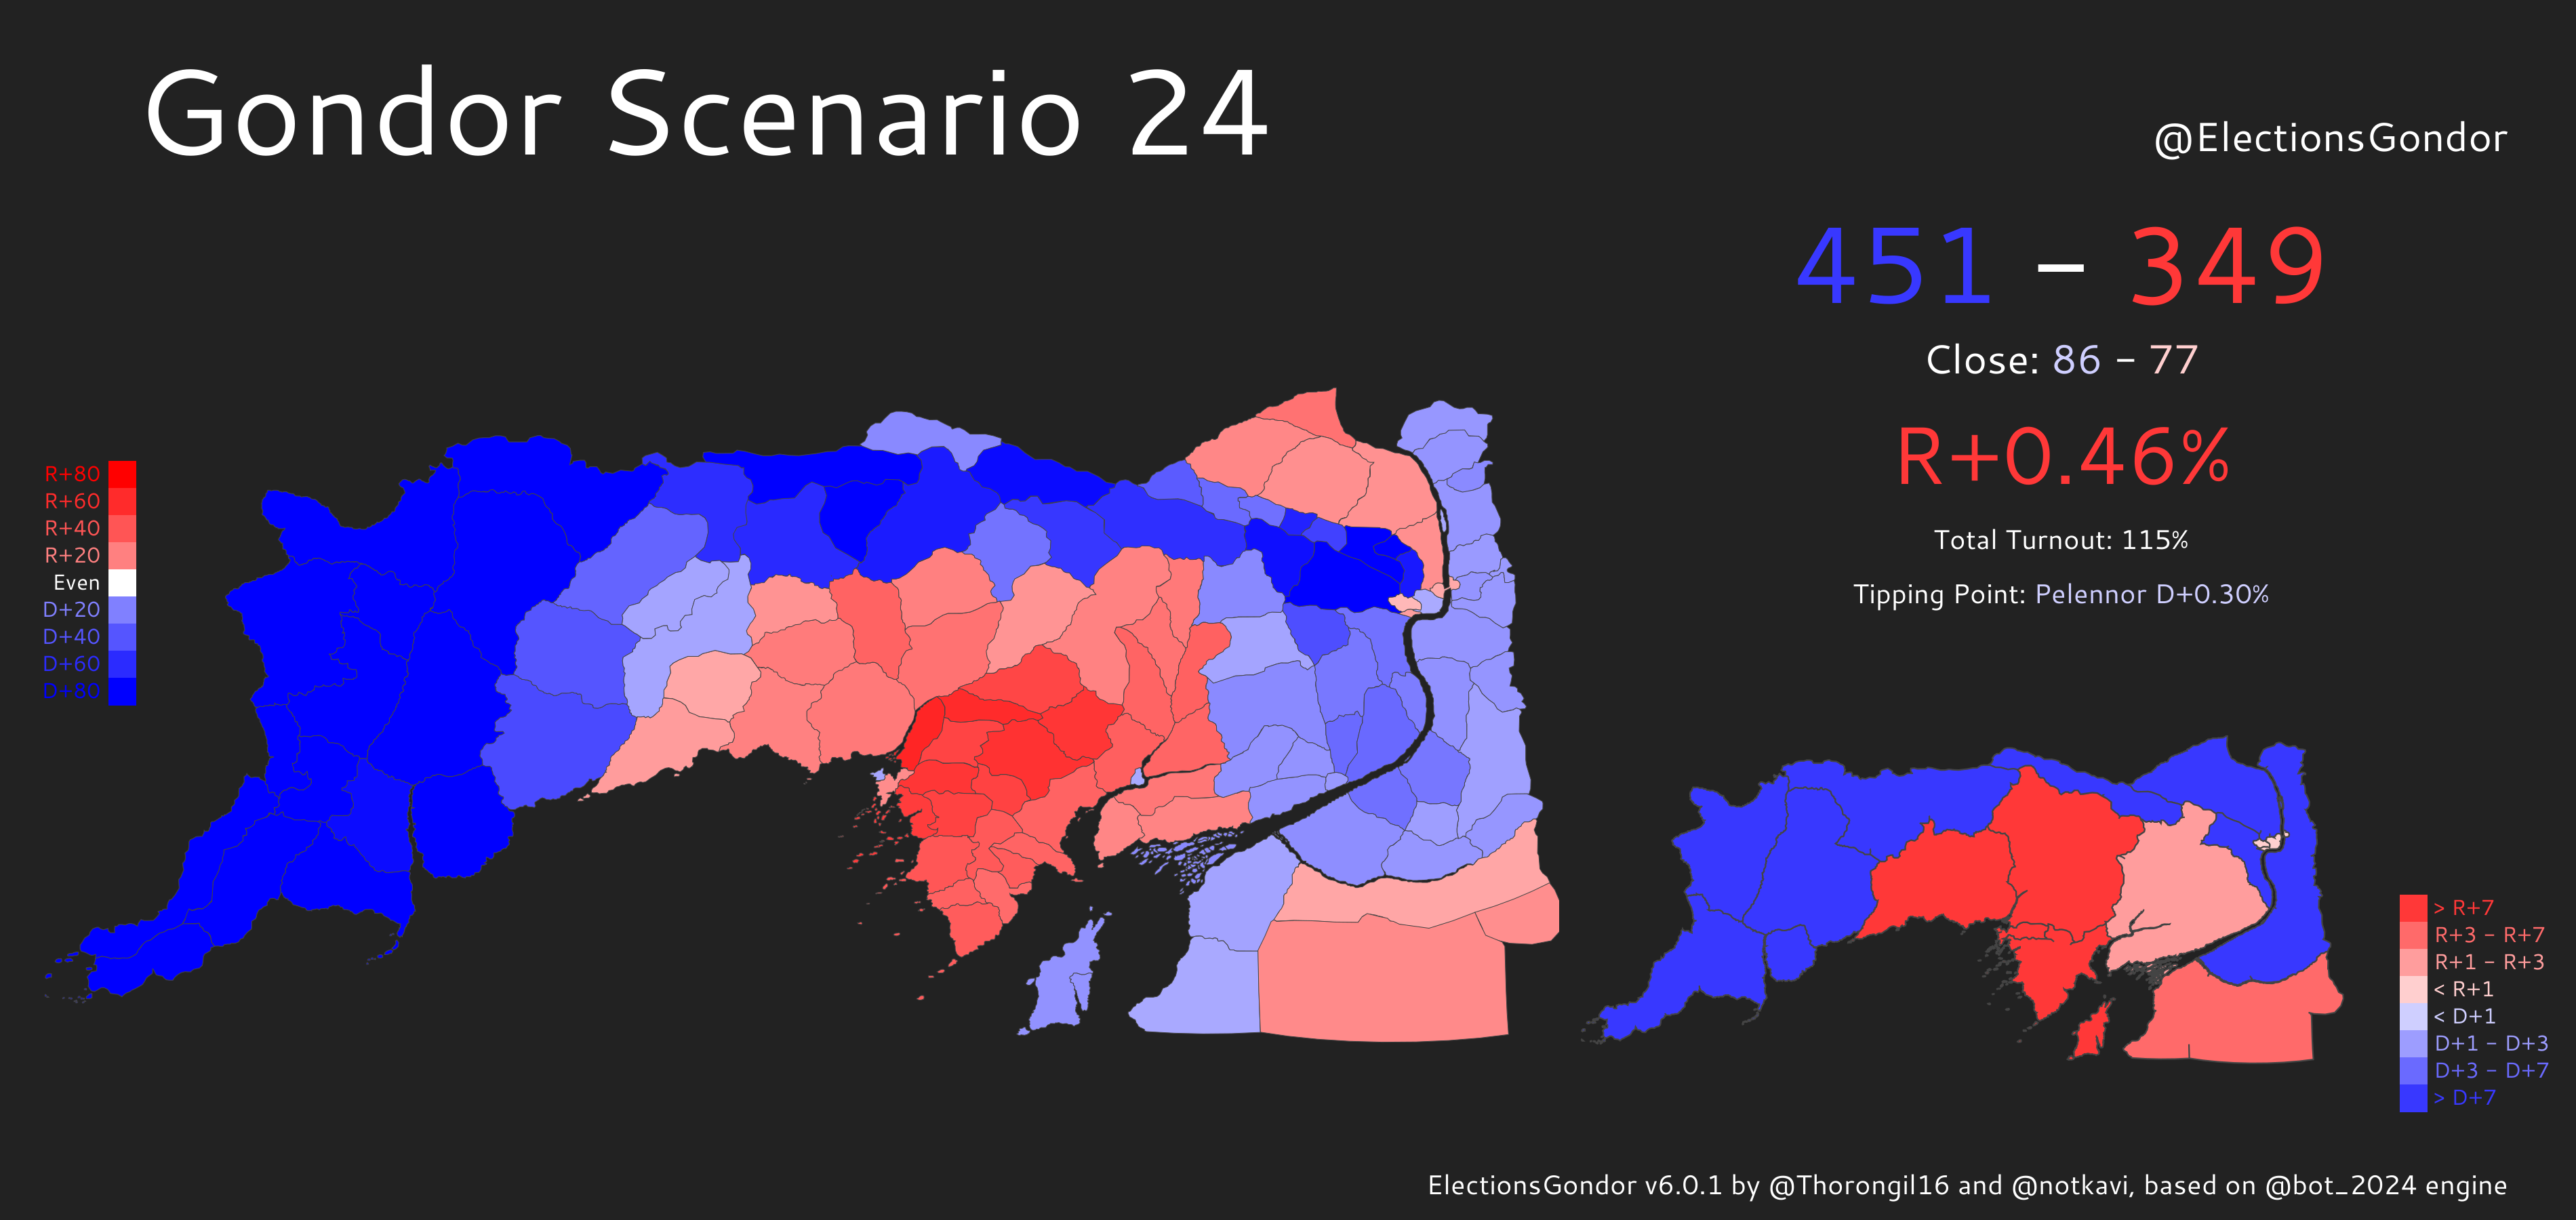 Gondor Scenario 24
@ElectionsGondor
451 - 349
Close: 86 - 77
R+0.46%
Total Turnout: 115%
Tipping Point: Pelennor D+0.30%
R+80
R+60
R+40
R+20
Even
D+20
D+40
D+60
D+80
> R+7
R+3 - R+7
R+1 - R+3
< R+1
< D+1
D+1 - D+3
D+3 - D+7
> D+7
ElectionsGondor v6.0.1 by @Thorongil16 and @notkavi, based on @bot_2024 engine